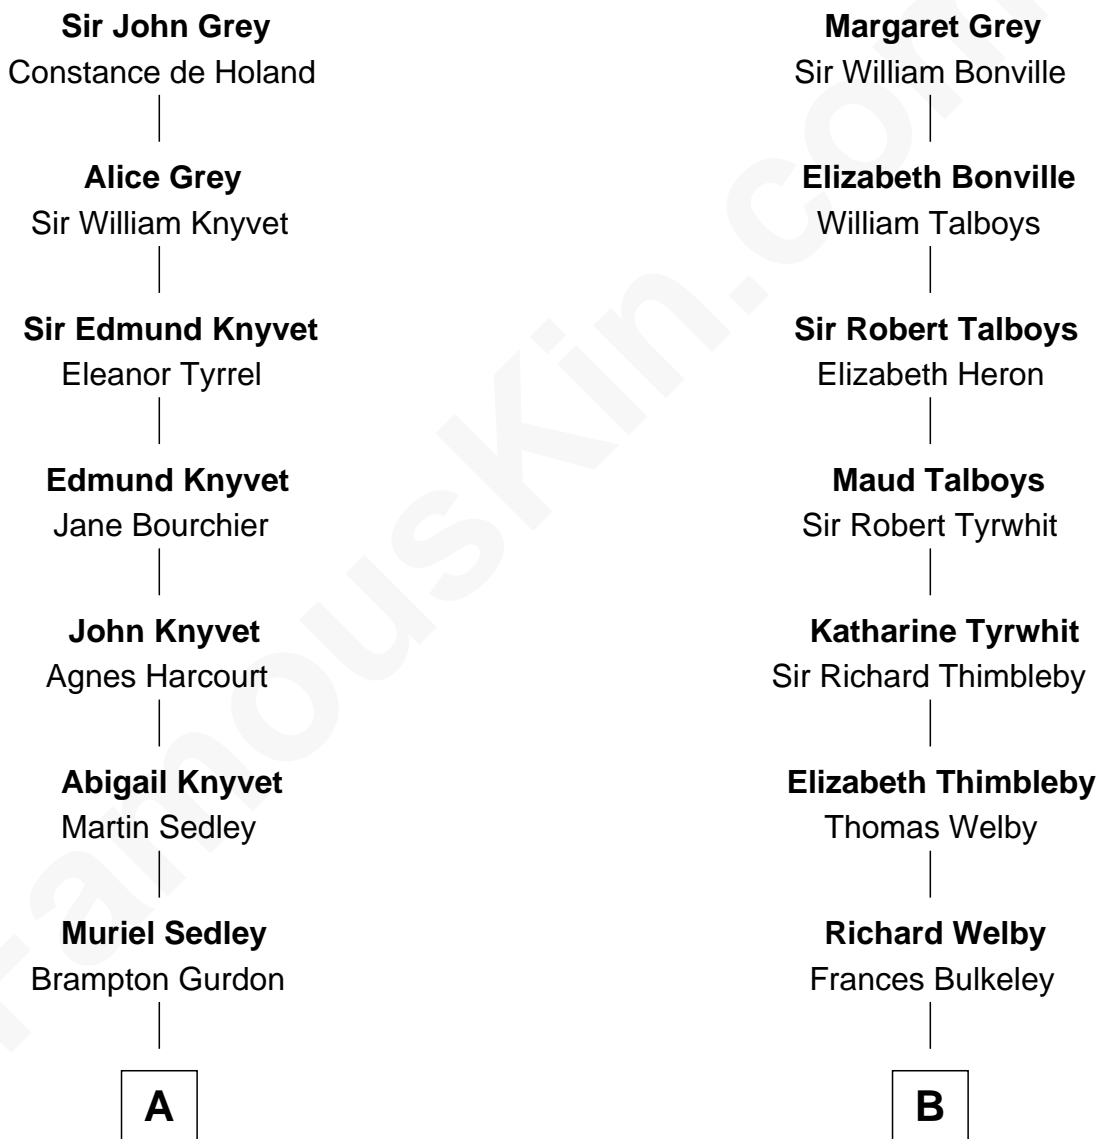 Sir John Grey
Constance de Holand
Alice Grey
Sir William Knyvet
Sir Edmund Knyvet
Eleanor Tyrrel
Edmund Knyvet
Jane Bourchier
John Knyvet
Agnes Harcourt
Abigail Knyvet
Martin Sedley
Muriel Sedley
Brampton Gurdon
A
Margaret Grey
Sir William Bonville
Elizabeth Bonville
William Talboys
Sir Robert Talboys
Elizabeth Heron
Maud Talboys
Sir Robert Tyrwhit
Katharine Tyrwhit
Sir Richard Thimbleby
Elizabeth Thimbleby
Thomas Welby
Richard Welby
Frances Bulkeley
B
FamousKin.com